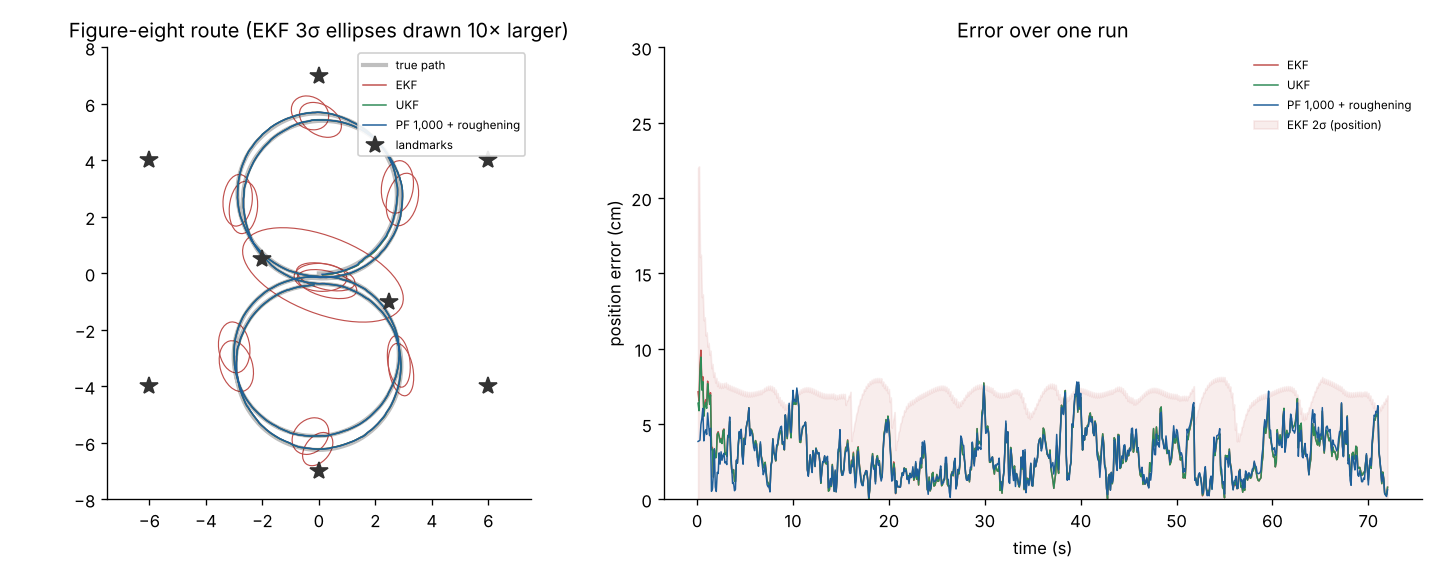 Figure-eight route (EKF 3σ ellipses drawn 10× larger)
8
6
4
2
0
−2
−4
−6
−8
−6
−4
−2
0
2
4
6
true path
EKF
UKF
PF 1,000 + roughening
landmarks
Error over one run
position error (cm)
30
25
20
15
10
5
0
0
10
20
30
40
50
60
70
time (s)
EKF
UKF
PF 1,000 + roughening
EKF 2σ (position)